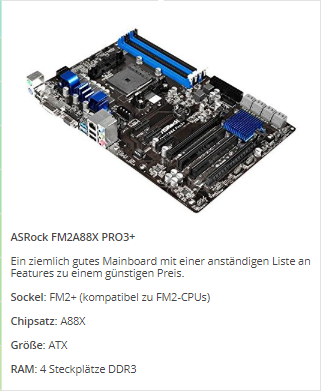 ASRock
ASRock FM2A88X PRO3+
Ein ziemlich gutes Mainboard mit einer anständigen Liste an
Features zu einem günstigen Preis.
Sockel: FM2+ (kompatibel zu FM2-CPUs)
Chipsatz: A88X
Größe: ATX
RAM: 4 Steckplätze DDR3